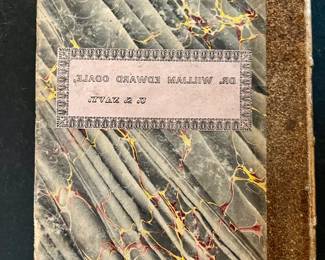 DR. WILLIAM EDWARD COALE,
U. S. NAVY.